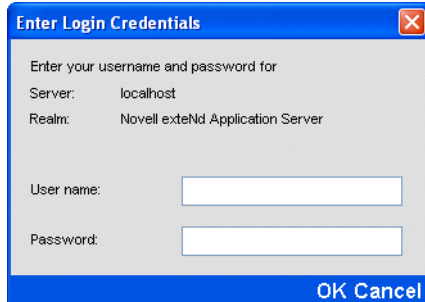 Enter Login Credentials
Enter your username and password for
Server: localhost
Realm: Novell exteNd Application Server
User name:
Password:
OK Cancel